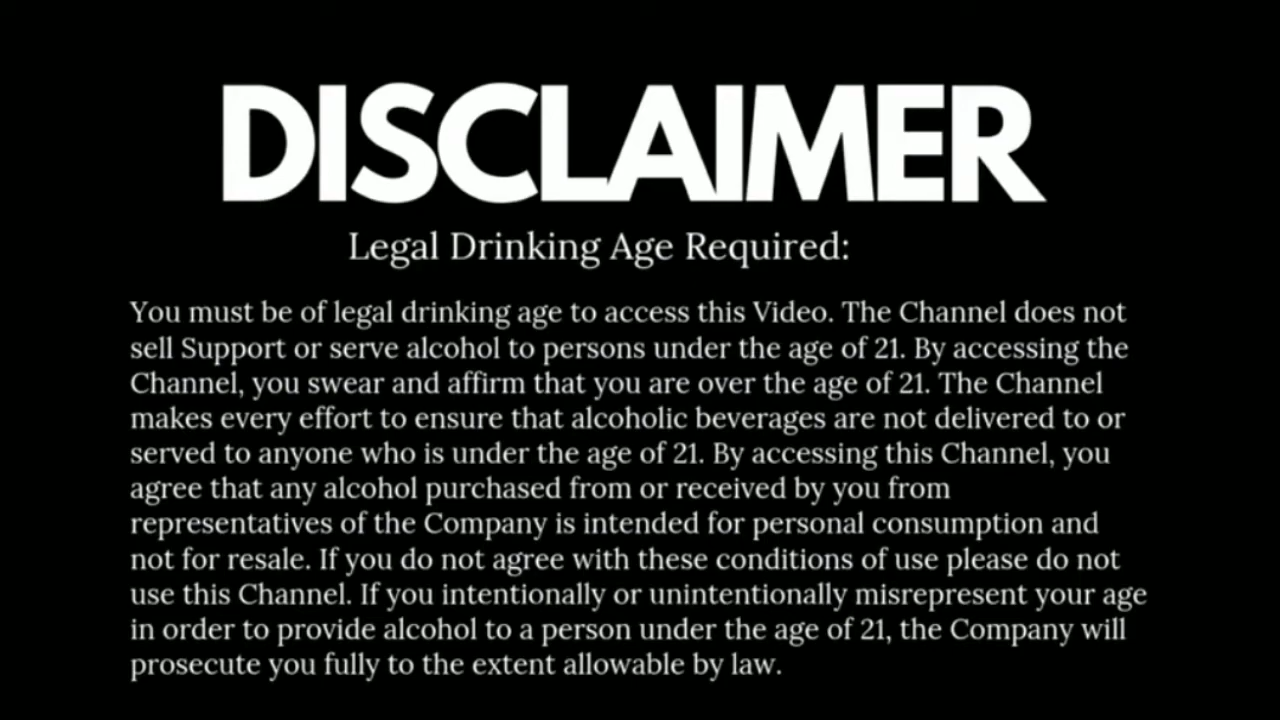 DISCLAIMER
Legal Drinking Age Required:
You must be of legal drinking age to access this Video. The Channel does not
sell Support or serve alcohol to persons under the age of 21. By accessing the
Channel, you swear and affirm that you are over the age of 21. The Channel
makes every effort to ensure that alcoholic beverages are not delivered to or
served to anyone who is under the age of 21. By accessing this Channel, you
agree that any alcohol purchased from or received by you from
representatives of the Company is intended for personal consumption and
not for resale. If you do not agree with these conditions of use please do not
use this Channel. If you intentionally or unintentionally misrepresent your age
in order to provide alcohol to a person under the age of 21, the Company will
prosecute you fully to the extent allowable by law.